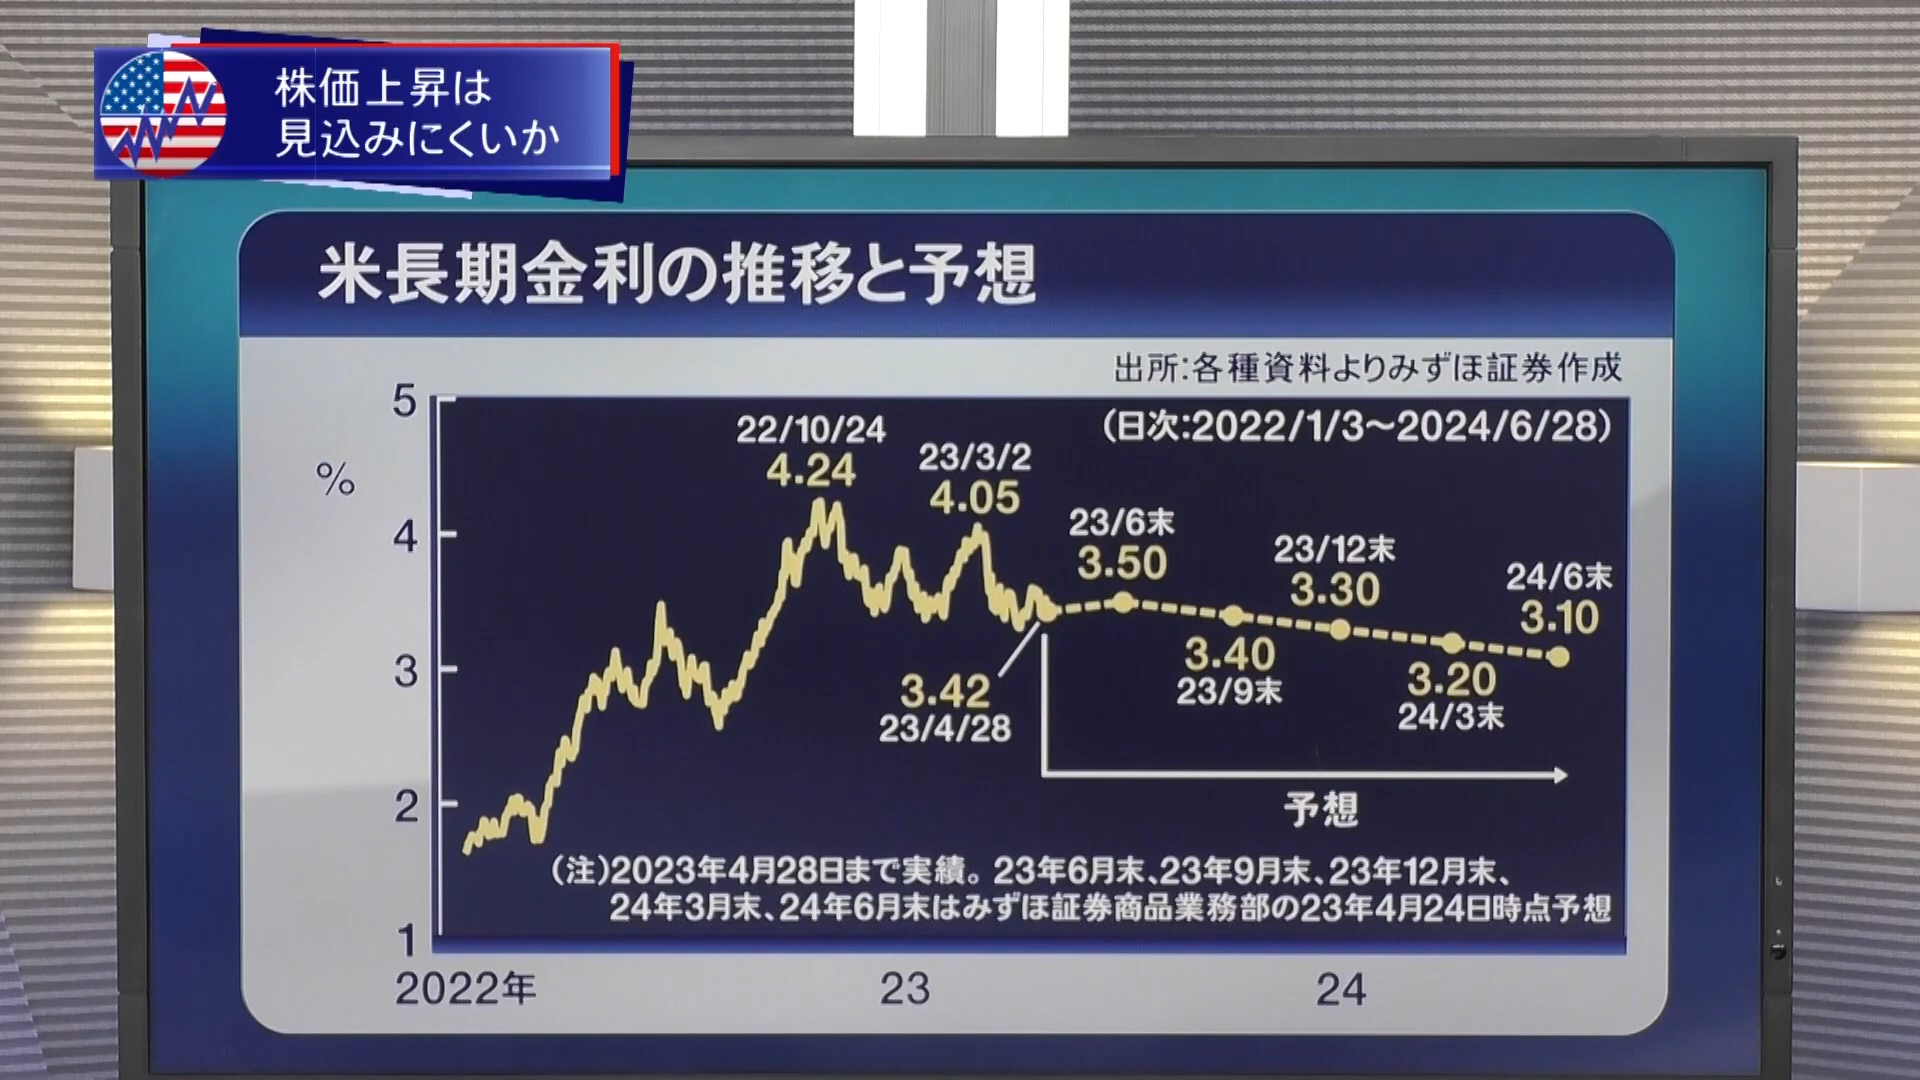 株価上昇は
見込みにくいか
米長期金利の推移と予想
出所:各種資料よりみずほ証券作成
(日次:2022/1/3～2024/6/28)
5
%
4
3
2
1
22/10/24
4.24
23/3/2
4.05
23/6末
3.50
23/12末
3.30
24/6末
3.10
3.42
23/4/28
3.40
23/9末
3.20
24/3末
予想
(注)2023年4月28日まで実績。23年6月末、23年9月末、23年12月末、
24年3月末、24年6月末はみずほ証券商品業務部の23年4月24日時点予想
2022年
23
24